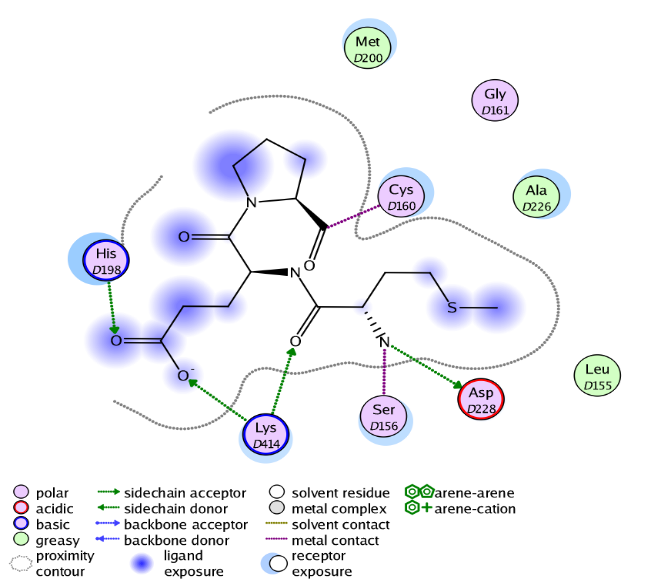 Met
D200
Gly
D161
Cys
D160
Ala
D226
N
O
His
D198
N
O
S
O
O
N
O-
Leu
D155
Asp
D228
Ser
D156
Lys
D414
polar sidechain acceptor solvent residue arene-arene
acidic sidechain donor metal complex arene-cation
basic backbone acceptor solvent contact
greasy backbone donor metal contact
proximity contour ligand exposure receptor exposure